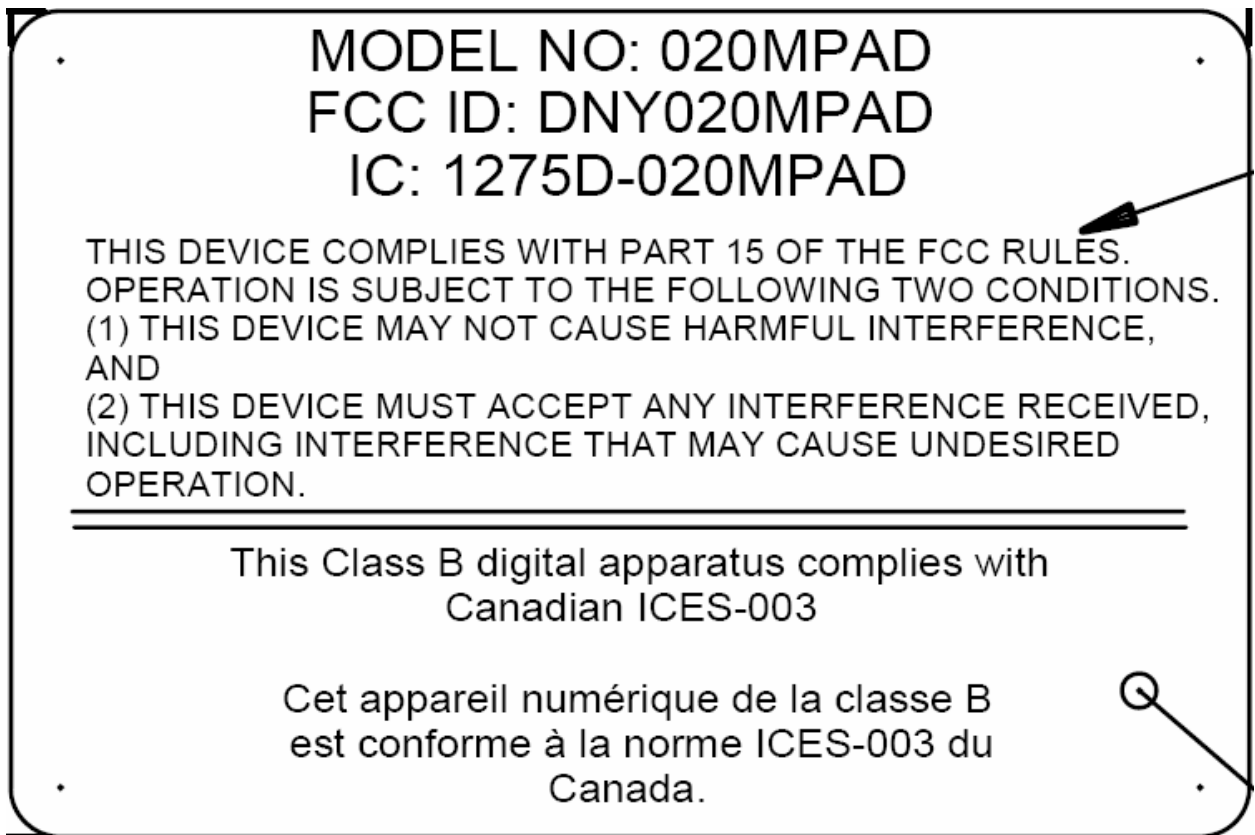 MODEL NO: 020MPAD
FCC ID: DNY020MPAD
IC: 1275D-020MPAD
THIS DEVICE COMPLIES WITH PART 15 OF THE FCC RULES.
OPERATION IS SUBJECT TO THE FOLLOWING TWO CONDITIONS.
(1) THIS DEVICE MAY NOT CAUSE HARMFUL INTERFERENCE,
AND
(2) THIS DEVICE MUST ACCEPT ANY INTERFERENCE RECEIVED,
INCLUDING INTERFERENCE THAT MAY CAUSE UNDESIRED
OPERATION.
This Class B digital apparatus complies with
Canadian ICES-003
Cet appareil numérique de la classe B
est conforme à la norme ICES-003 du
Canada.